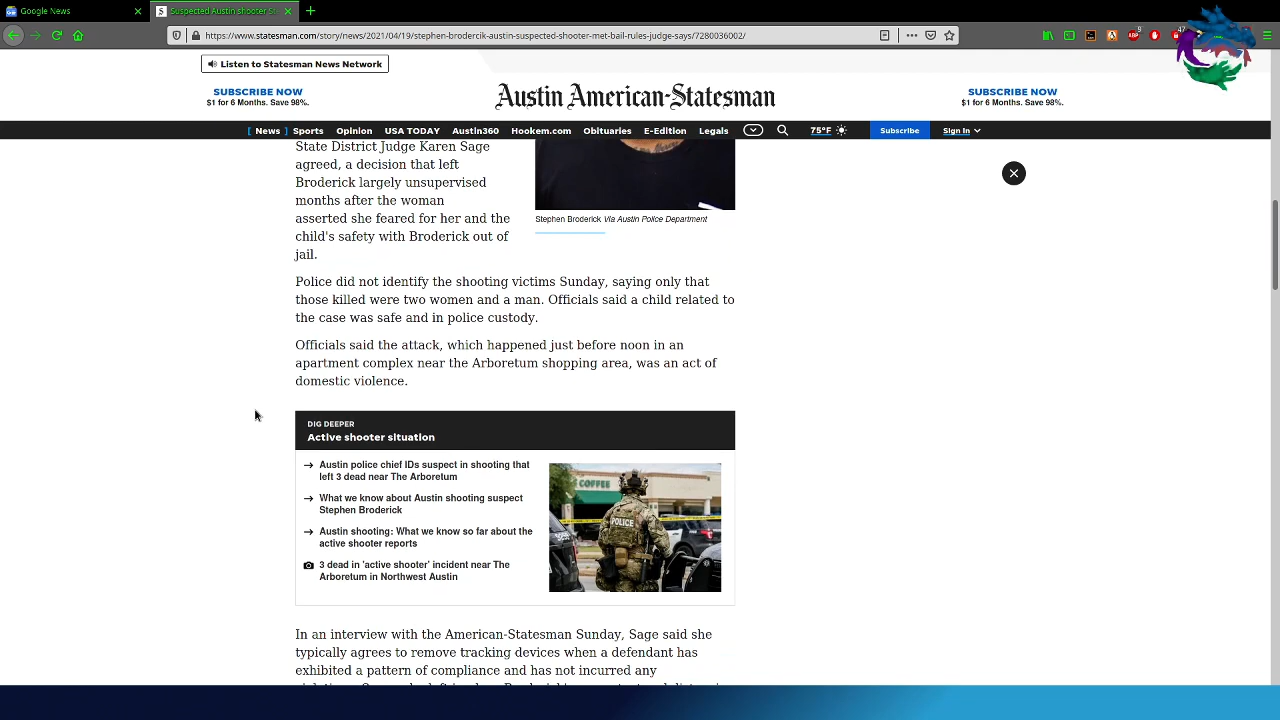 Google News
Suspected Austin shooter St
https://www.statesman.com/story/news/2021/04/19/stephen-broderick-austin-suspected-shooter-met-bail-rules-judge-says/7280036002/
Listen to Statesman News Network
SUBSCRIBE NOW
$1 for 6 Months. Save 98%.
Austin American-Statesman
SUBSCRIBE NOW
$1 for 6 Months. Save 98%.
[ News ] Sports Opinion USA TODAY Austin360 Hookem.com Obituaries E-Edition Legals 75°F Subscribe Sign In
State District Judge Karen Sage
agreed, a decision that left
Broderick largely unsupervised
months after the woman
asserted she feared for her and the
child's safety with Broderick out of
jail.
Stephen Broderick Via Austin Police Department
Police did not identify the shooting victims Sunday, saying only that
those killed were two women and a man. Officials said a child related to
the case was safe and in police custody.
Officials said the attack, which happened just before noon in an
apartment complex near the Arboretum shopping area, was an act of
domestic violence.
DIG DEEPER
Active shooter situation
Austin police chief IDs suspect in shooting that
left 3 dead near The Arboretum
What we know about Austin shooting suspect
Stephen Broderick
Austin shooting: What we know so far about the
active shooter reports
3 dead in 'active shooter' incident near The
Arboretum in Northwest Austin
COFFEE
POLICE
In an interview with the American-Statesman Sunday, Sage said she
typically agrees to remove tracking devices when a defendant has
exhibited a pattern of compliance and has not incurred any